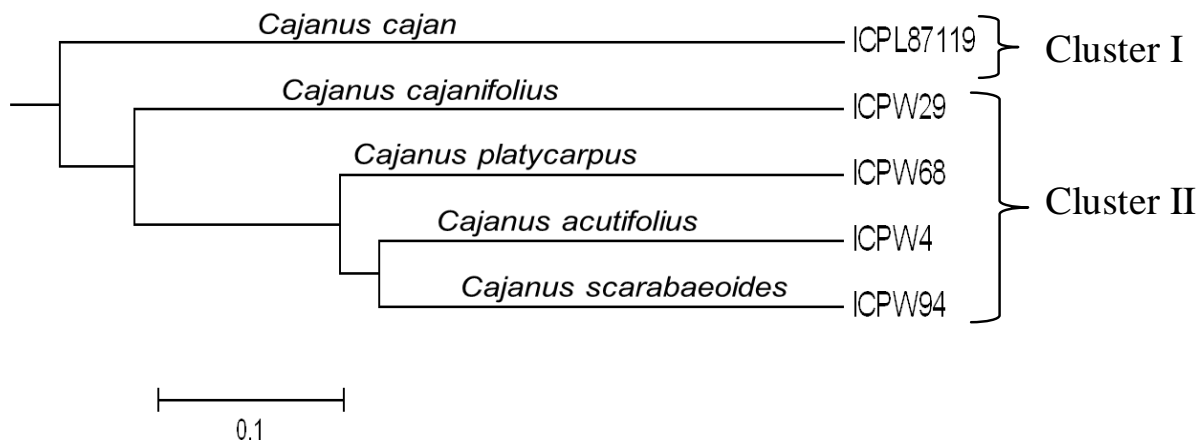 Cajanus cajan
ICPL87119
Cluster I
Cajanus cajanifolius
ICPW29
Cajanus platycarpus
ICPW68
Cluster II
Cajanus acutifolius
ICPW4
Cajanus scarabaeoides
ICPW94
0.1